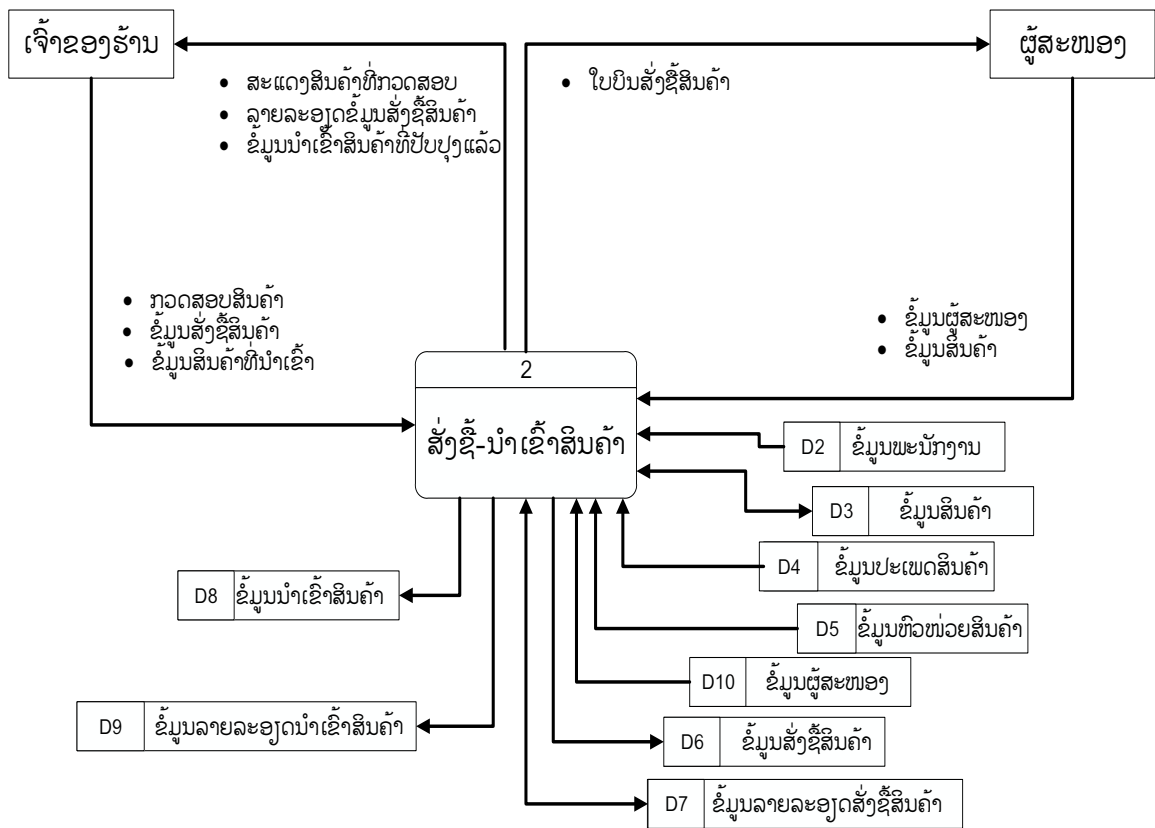 ເຈົ້າຂອງຮ້ານ
ຜູ້ສະໜອງ
• ສະແດງສິນຄ້າທີ່ກວດສອບ
• ລາຍລະອຽດຂໍ້ມູນສັ່ງຊື້ສິນຄ້າ
• ຂໍ້ມູນນຳເຂົ້າສິນຄ້າທີ່ປັບປຸງແລ້ວ
• ໃບບິນສັ່ງຊື້ສິນຄ້າ
• ກວດສອບສິນຄ້າ
• ຂໍ້ມູນສັ່ງຊື້ສິນຄ້າ
• ຂໍ້ມູນສິນຄ້າທີ່ນຳເຂົ້າ
• ຂໍ້ມູນຜູ້ສະໜອງ
• ຂໍ້ມູນສິນຄ້າ
2
ສັ່ງຊື້-ນຳເຂົ້າສິນຄ້າ
D2 ຂໍ້ມູນພະນັກງານ
D3 ຂໍ້ມູນສິນຄ້າ
D4 ຂໍ້ມູນປະເພດສິນຄ້າ
D8 ຂໍ້ມູນນຳເຂົ້າສິນຄ້າ
D5 ຂໍ້ມູນຫົວໜ່ວຍສິນຄ້າ
D10 ຂໍ້ມູນຜູ້ສະໜອງ
D9 ຂໍ້ມູນລາຍລະອຽດນຳເຂົ້າສິນຄ້າ
D6 ຂໍ້ມູນສັ່ງຊື້ສິນຄ້າ
D7 ຂໍ້ມູນລາຍລະອຽດສັ່ງຊື້ສິນຄ້າ